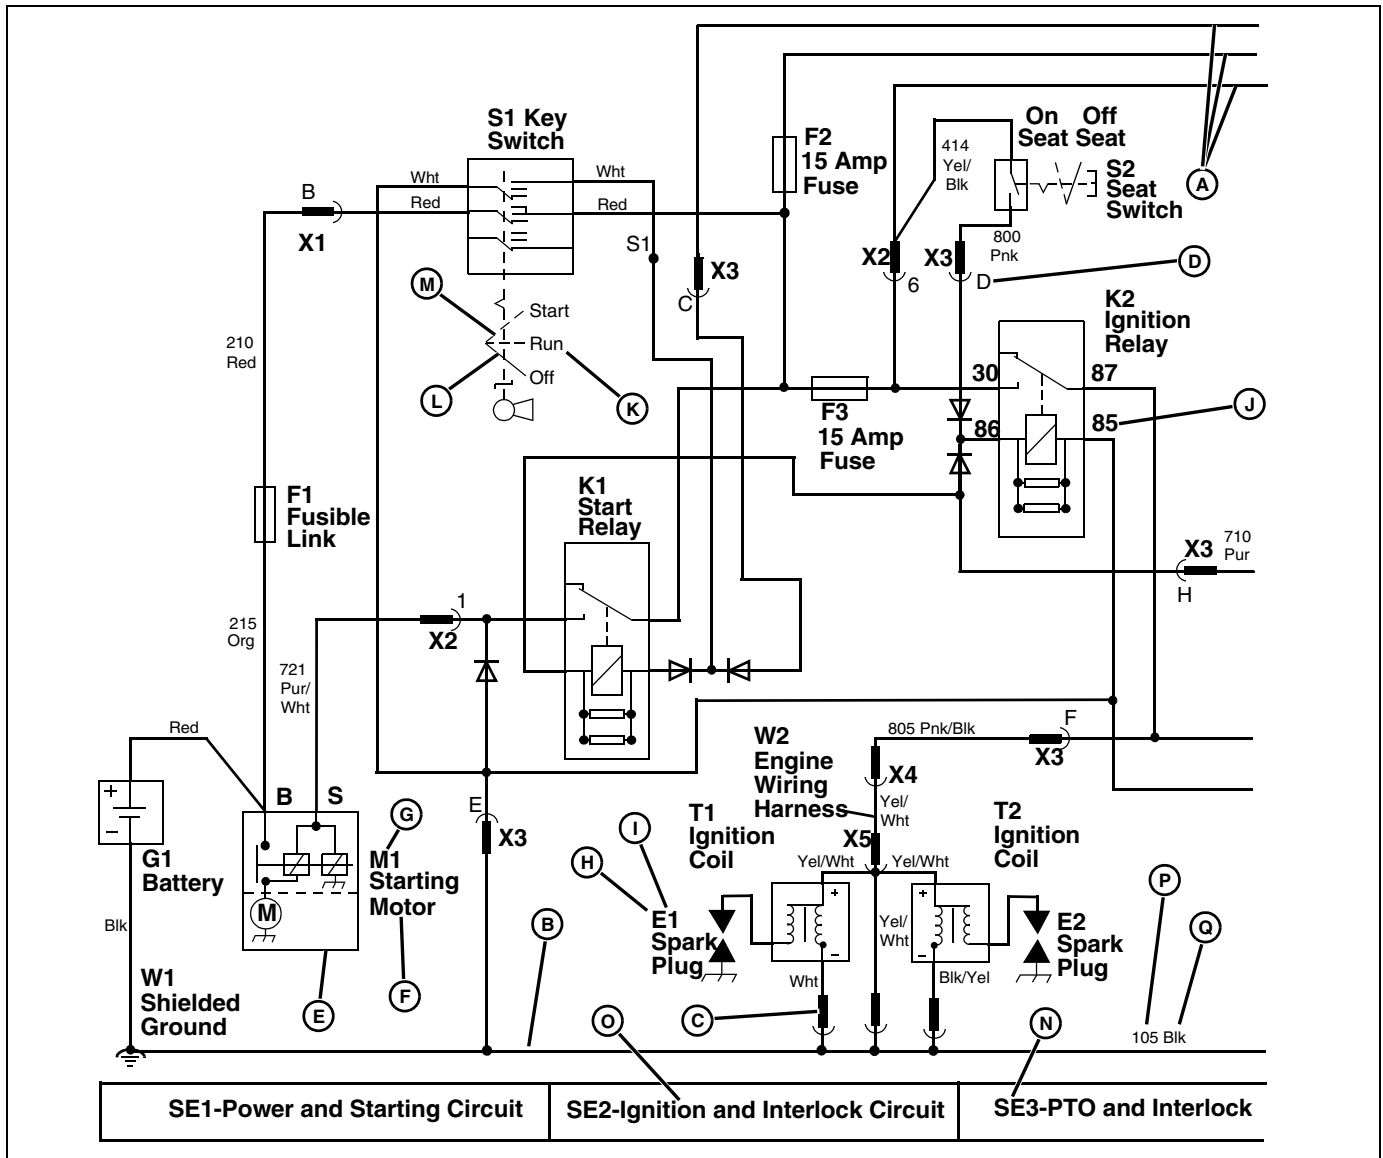 On Off
Seat Seat
S1 Key
Switch
F2
15 Amp
Fuse
414
Yel/
Blk
S2
Seat
Switch
A
Wht
Wht
B
Red
Red
X1
S1
X3
C
X2
6
X3
D
800
Pnk
D
M
Start
Run
Off
L
K
K2
Ignition
Relay
210
Red
30
87
F3
15 Amp
Fuse
86
85
J
F1
Fusible
Link
K1
Start
Relay
X3
710
Pur
H
1
X2
215
Org
721
Pur/
Wht
Red
805 Pnk/Blk
F
X3
W2
Engine
Wiring
Harness
X4
Yel/
Wht
X5
+
-
G1
Battery
B S
G
M1
Starting
Motor
M
E
X3
I
H
T1
Ignition
Coil
Yel/Wht
Yel/Wht
T2
Ignition
Coil
+
-
+
-
E1
Spark
Plug
E2
Spark
Plug
Yel/
Wht
Wht
Blk/Yel
P
Q
B
Blk
W1
Shielded
Ground
E
F
O
C
N
105 Blk
SE1-Power and Starting Circuit
SE2-Ignition and Interlock Circuit
SE3-PTO and Interlock